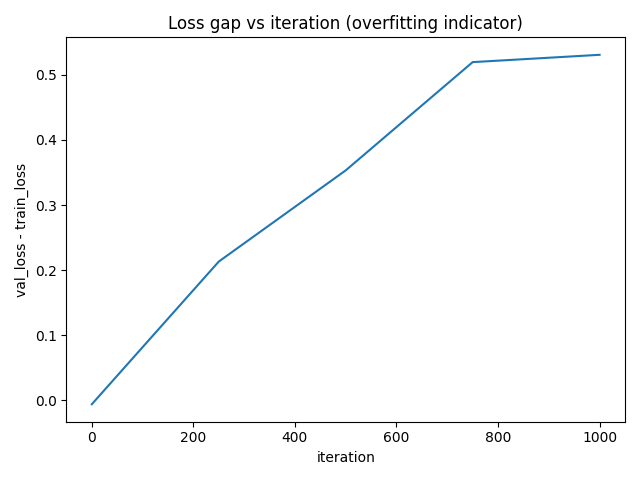 Loss gap vs iteration (overfitting indicator)
val_loss - train_loss
0.5
0.4
0.3
0.2
0.1
0.0
0 200 400 600 800 1000
iteration